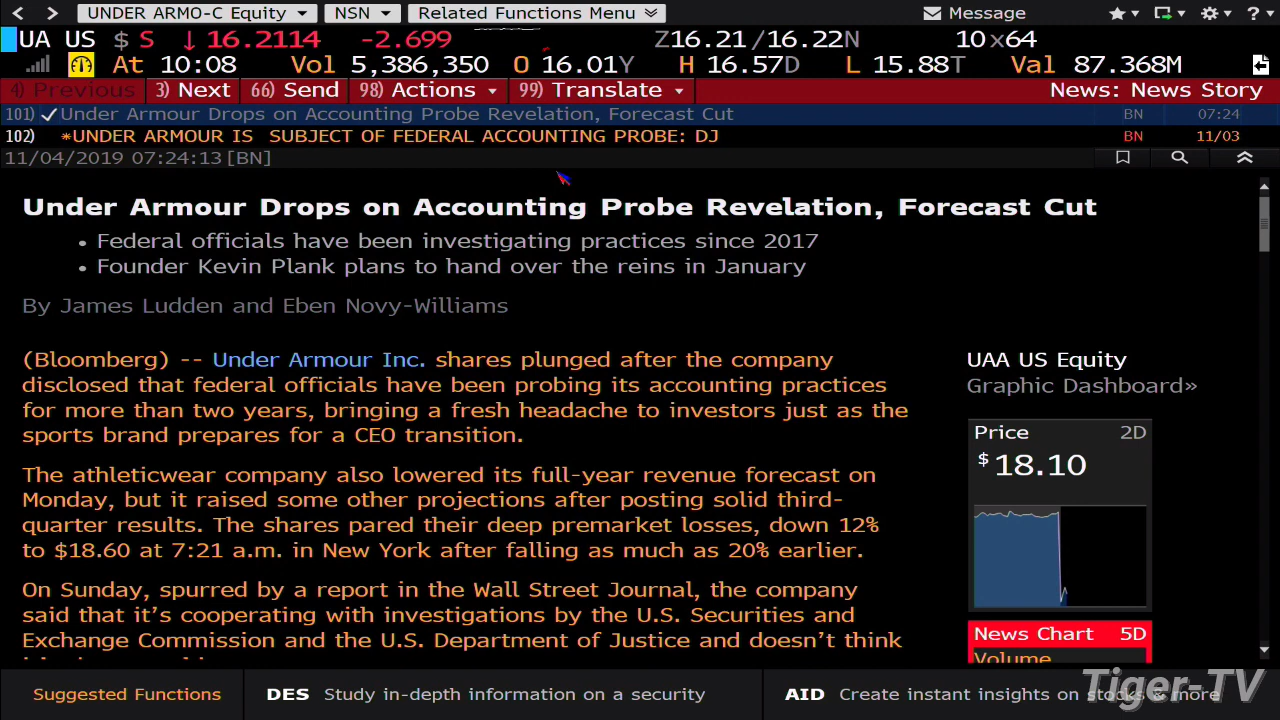 UNDER ARMO-C Equity NSN Related Functions Menu Message ?
UA US $ S ↓ 16.2114 -2.699 Z16.21/16.22N 10x64
At 10:08 Vol 5,386,350 O 16.01Y H 16.57D L 15.88T Val 87.368M
4) Previous 3) Next 66) Send 98) Actions 99) Translate News: News Story
101) ✓Under Armour Drops on Accounting Probe Revelation, Forecast Cut BN 07:24
102) *UNDER ARMOUR IS SUBJECT OF FEDERAL ACCOUNTING PROBE: DJ BN 11/03
11/04/2019 07:24:13 [BN]
Under Armour Drops on Accounting Probe Revelation, Forecast Cut
• Federal officials have been investigating practices since 2017
• Founder Kevin Plank plans to hand over the reins in January
By James Ludden and Eben Novy-Williams
(Bloomberg) -- Under Armour Inc. shares plunged after the company
disclosed that federal officials have been probing its accounting practices
for more than two years, bringing a fresh headache to investors just as the
sports brand prepares for a CEO transition.
The athleticwear company also lowered its full-year revenue forecast on
Monday, but it raised some other projections after posting solid third-
quarter results. The shares pared their deep premarket losses, down 12%
to $18.60 at 7:21 a.m. in New York after falling as much as 20% earlier.
On Sunday, spurred by a report in the Wall Street Journal, the company
said that it's cooperating with investigations by the U.S. Securities and
Exchange Commission and the U.S. Department of Justice and doesn't think
UAA US Equity
Graphic Dashboard»
Price 2D
$18.10
News Chart 5D
Volume
Suggested Functions DES Study in-depth information on a security AID Create instant insights on stocks & more
Tiger-TV